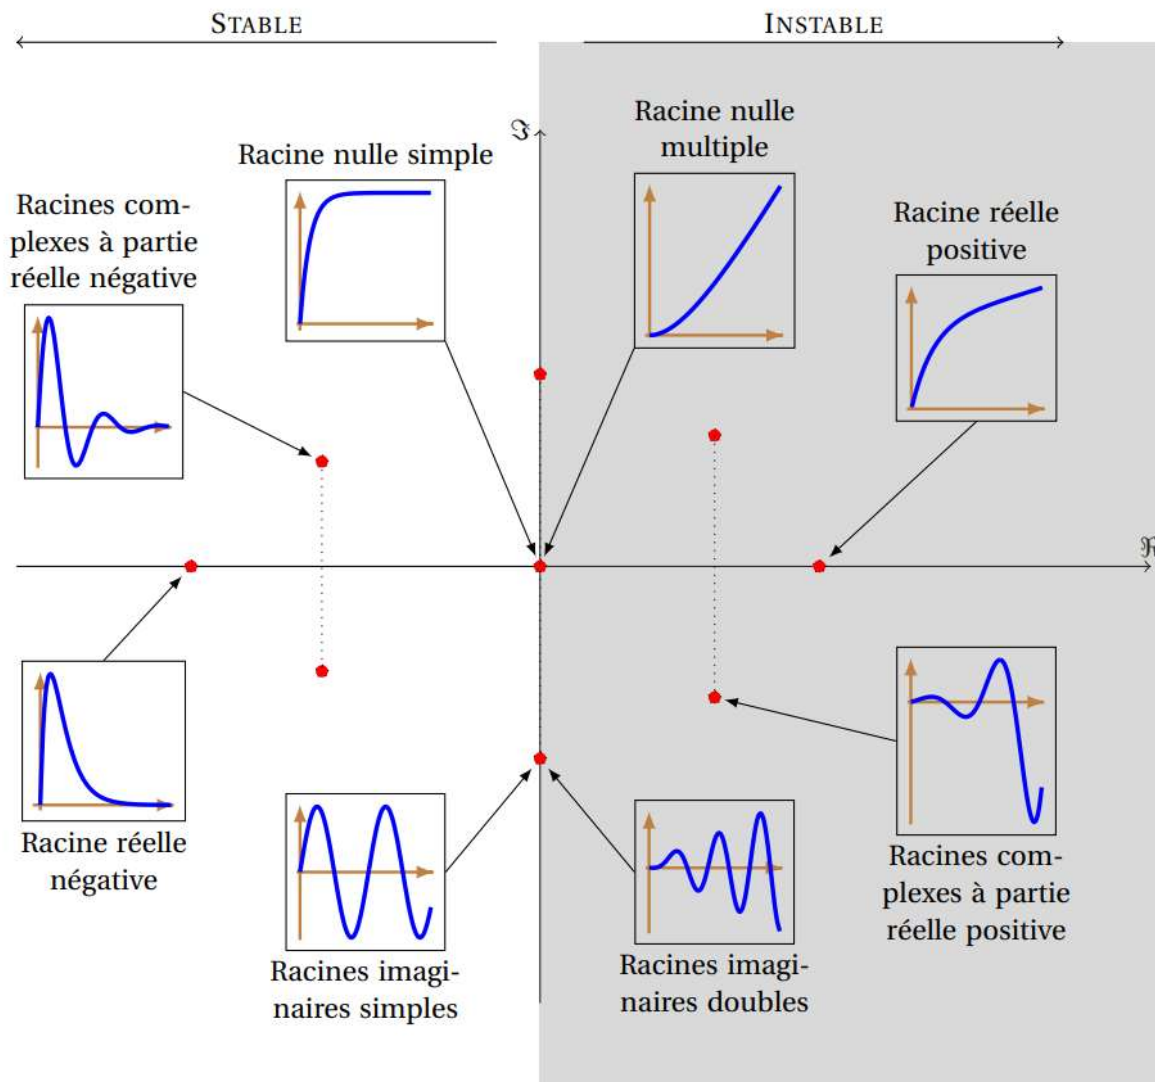 STABLE
INSTABLE
ℑ
Racine nulle
multiple
Racine nulle simple
Racines com-
plexes à partie
réelle négative
Racine réelle
positive
ℜ
Racine réelle
négative
Racines com-
plexes à partie
réelle positive
Racines imagi-
naires simples
Racines imagi-
naires doubles